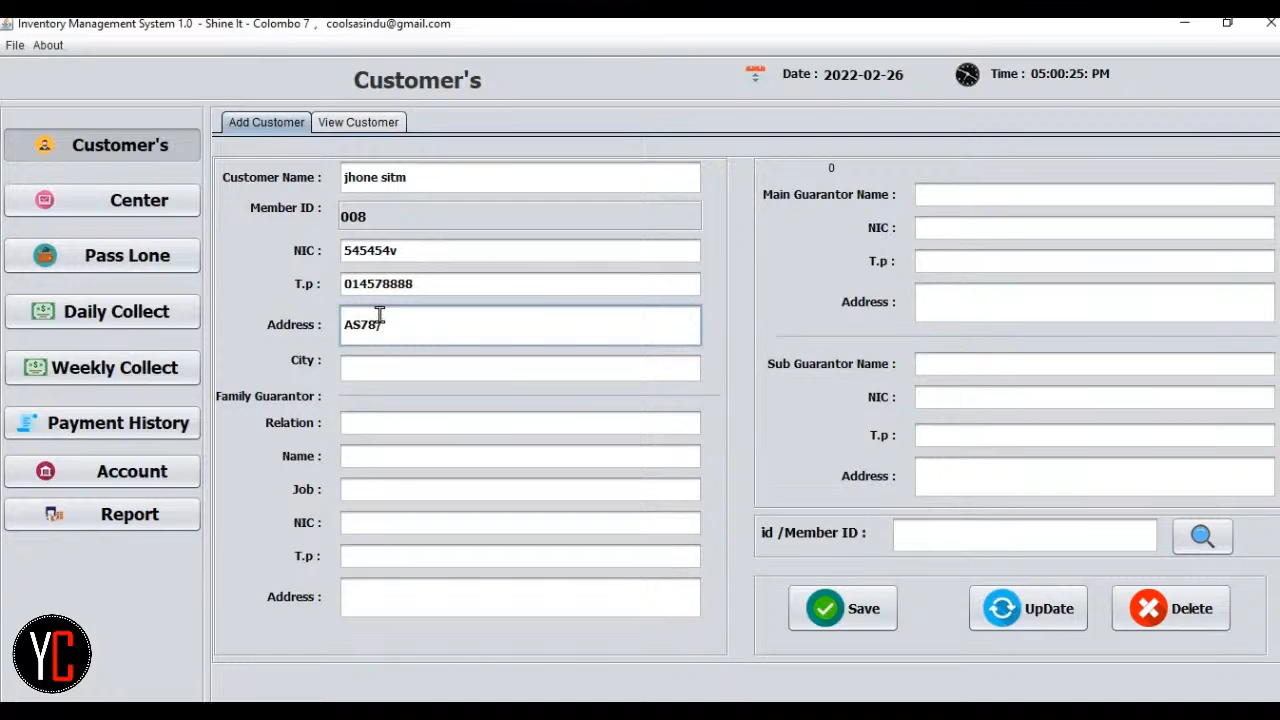 Inventory Management System 1.0 - Shine It - Colombo 7 , coolsasindu@gmail.com
File About
Customer's
Date : 2022-02-26
Time : 05:00:25: PM
Customer's
Center
Pass Lone
Daily Collect
Weekly Collect
Payment History
Account
Report
YC
Add Customer View Customer
Customer Name : jhone sitm
Member ID : 008
NIC : 545454v
T.p : 014578888
Address : AS78/
City :
Family Guarantor :
Relation :
Name :
Job :
NIC :
T.p :
Address :
0
Main Guarantor Name :
NIC :
T.p :
Address :
Sub Guarantor Name :
NIC :
T.p :
Address :
id /Member ID :
Save UpDate Delete